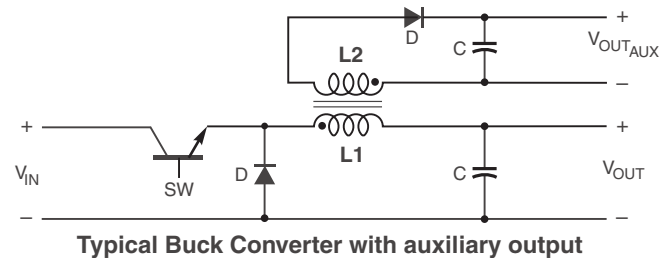 D
C
+
V_OUT_AUX
–
L2
+
V_IN
–
SW
D
L1
C
+
V_OUT
–
Typical Buck Converter with auxiliary output